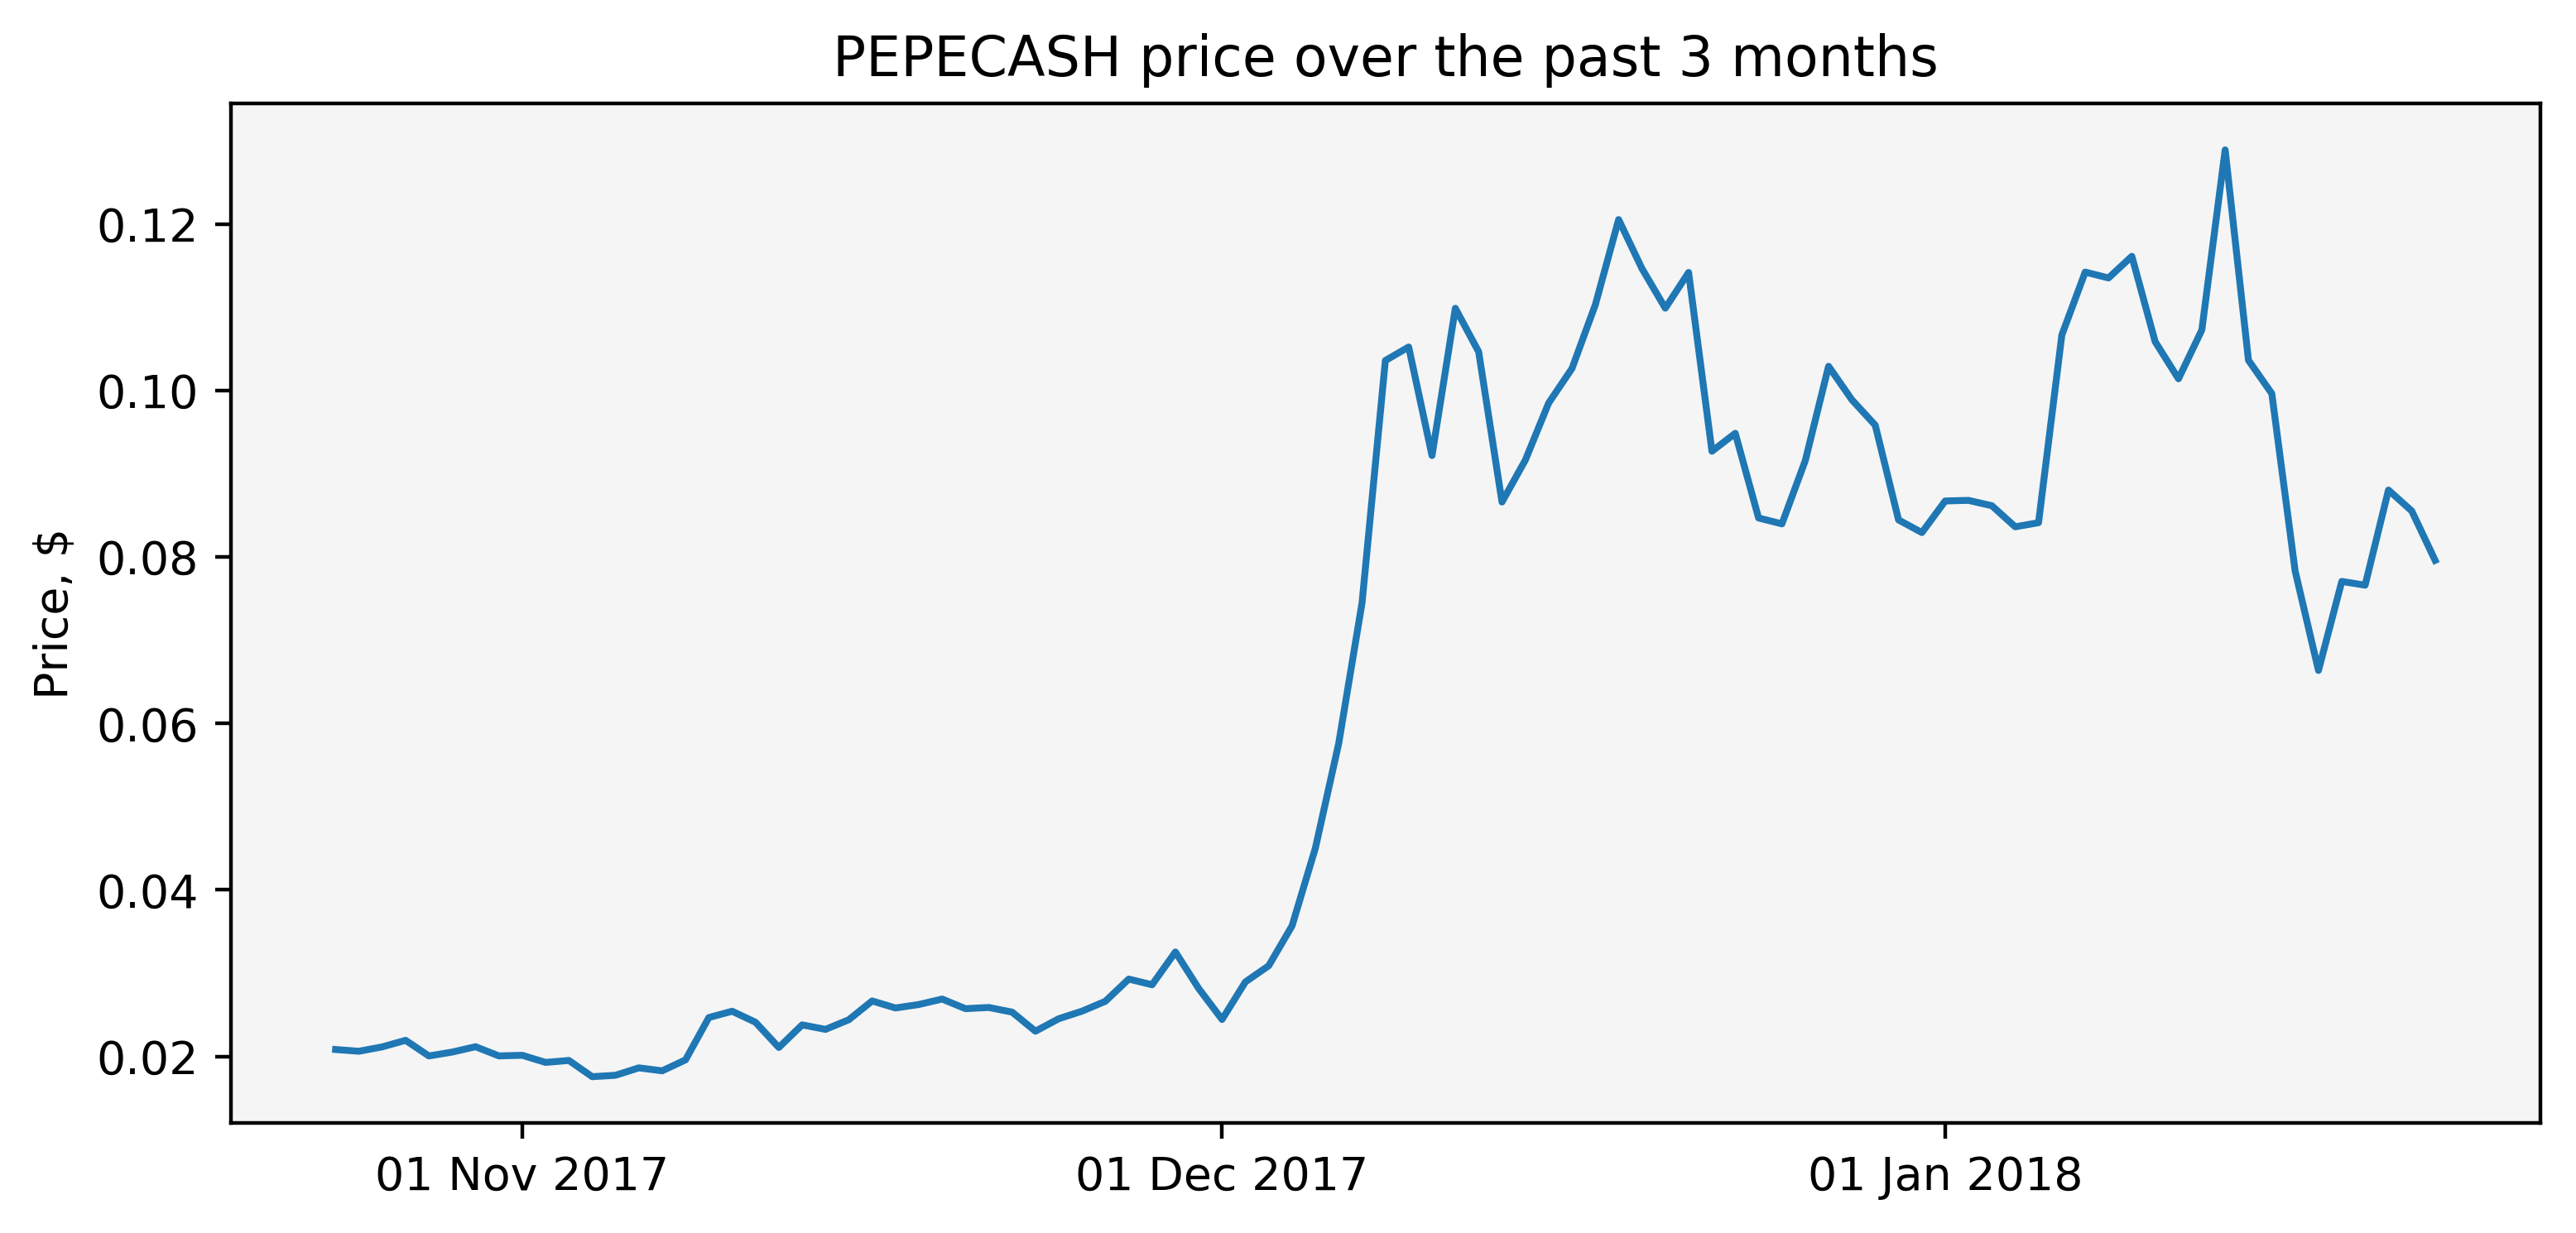 PEPECASH price over the past 3 months
Price, $
0.12
0.10
0.08
0.06
0.04
0.02
01 Nov 2017
01 Dec 2017
01 Jan 2018